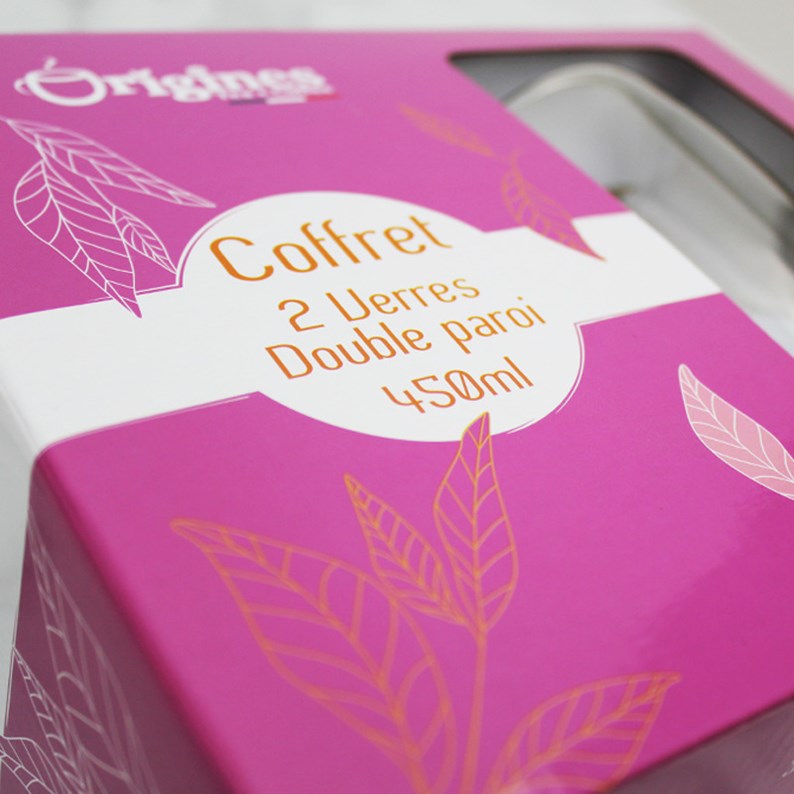 Origines
Coffret
2 Verres
Double paroi
450ml